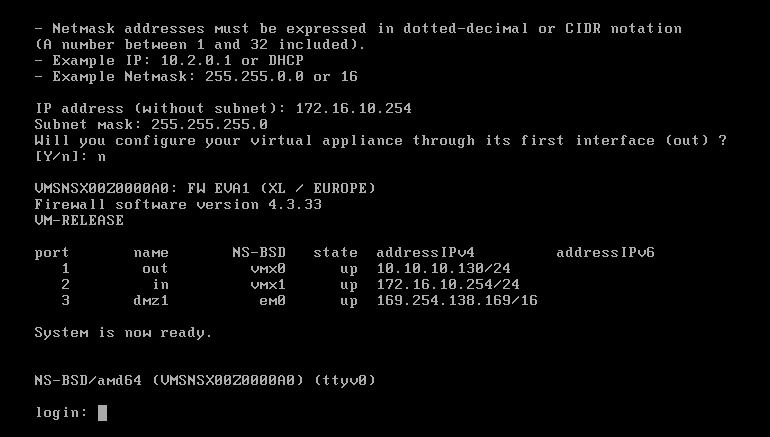 - Netmask addresses must be expressed in dotted-decimal or CIDR notation
(A number between 1 and 32 included).
- Example IP: 10.2.0.1 or DHCP
- Example Netmask: 255.255.0.0 or 16
IP address (without subnet): 172.16.10.254
Subnet mask: 255.255.255.0
Will you configure your virtual appliance through its first interface (out) ?
[Y/n]: n
VMSNSX00Z0000A0: FW EVA1 (XL / EUROPE)
Firewall software version 4.3.33
VM-RELEASE
port name NS-BSD state addressIPv4 addressIPv6
1 out vmx0 up 10.10.10.130/24
2 in vmx1 up 172.16.10.254/24
3 dmz1 em0 up 169.254.138.169/16
System is now ready.
NS-BSD/amd64 (VMSNSX00Z0000A0) (ttyv0)
login: